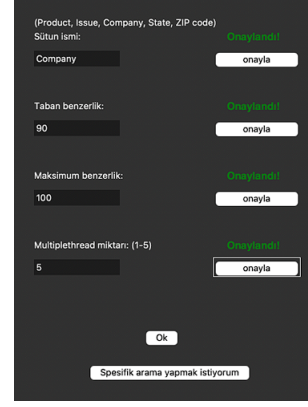 (Product, Issue, Company, State, ZIP code)
Sütun ismi: Onaylandı!
Company onayla
Taban benzerlik: Onaylandı!
90 onayla
Maksimum benzerlik: Onaylandı!
100 onayla
Multiplethread miktarı: (1-5) Onaylandı!
5 onayla
Ok
Spesifik arama yapmak istiyorum